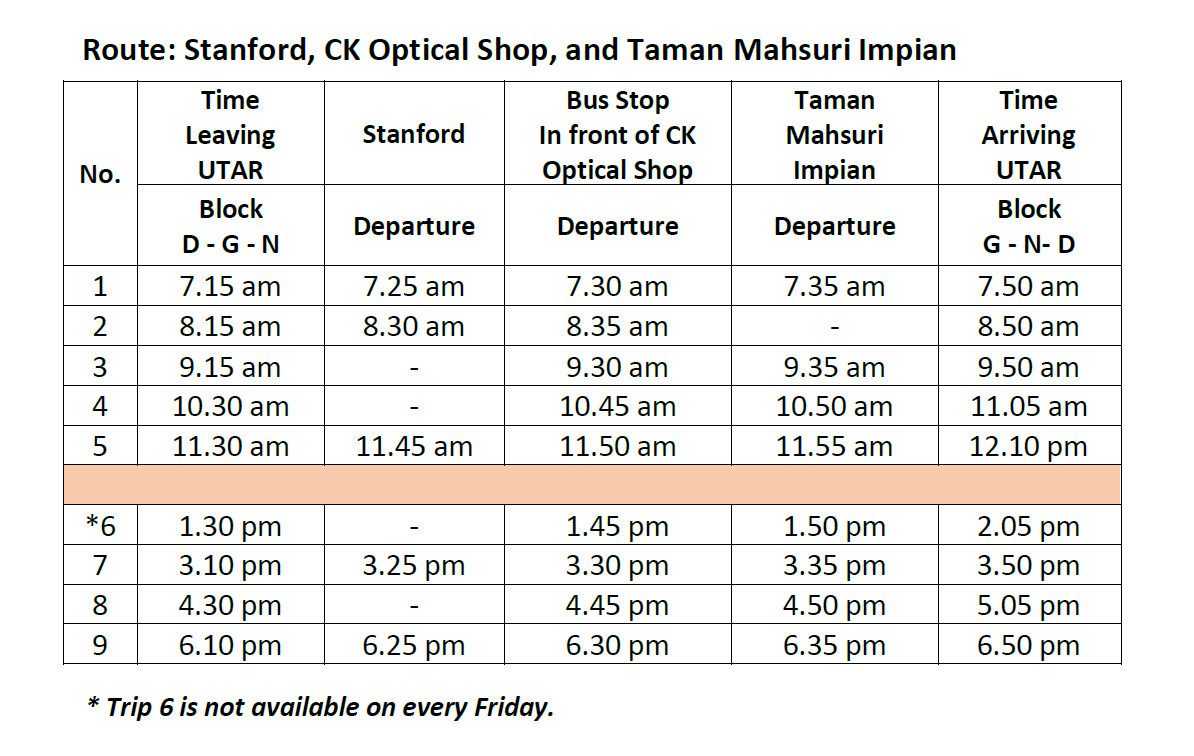 Route: Stanford, CK Optical Shop, and Taman Mahsuri Impian
No.
Time
Leaving
UTAR
Stanford
Bus Stop
In front of CK
Optical Shop
Taman
Mahsuri
Impian
Time
Arriving
UTAR
Block
D - G - N
Departure
Departure
Departure
Block
G - N- D
1 7.15 am 7.25 am 7.30 am 7.35 am 7.50 am
2 8.15 am 8.30 am 8.35 am - 8.50 am
3 9.15 am - 9.30 am 9.35 am 9.50 am
4 10.30 am - 10.45 am 10.50 am 11.05 am
5 11.30 am 11.45 am 11.50 am 11.55 am 12.10 pm
*6 1.30 pm - 1.45 pm 1.50 pm 2.05 pm
7 3.10 pm 3.25 pm 3.30 pm 3.35 pm 3.50 pm
8 4.30 pm - 4.45 pm 4.50 pm 5.05 pm
9 6.10 pm 6.25 pm 6.30 pm 6.35 pm 6.50 pm
* Trip 6 is not available on every Friday.